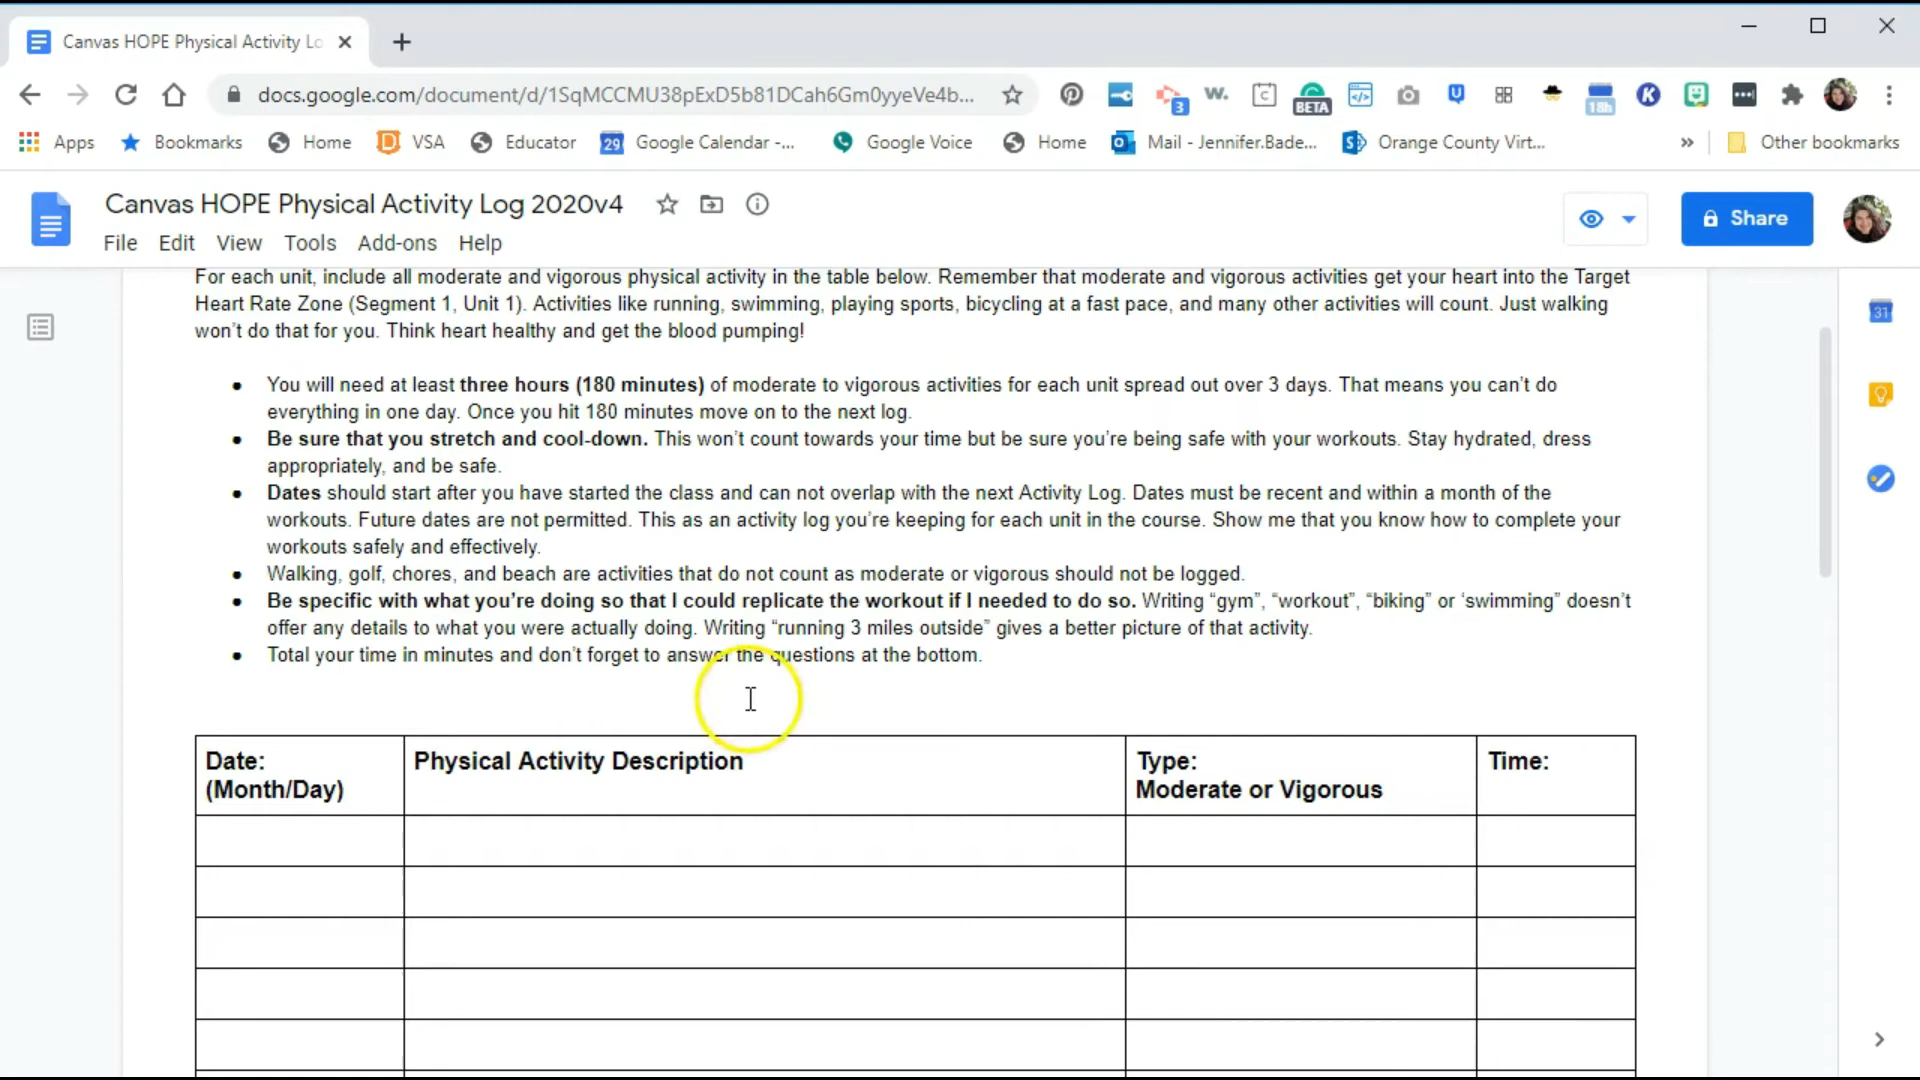 Canvas HOPE Physical Activity Lo
docs.google.com/document/d/1SqMCCMU38pExD5b81DCah6Gm0yyeVe4b...
3
w.
c
BETA
18h
K
Apps
Bookmarks
Home
VSA
Educator
29
Google Calendar -...
Google Voice
Home
Mail - Jennifer.Bade...
Orange County Virt...
»
Other bookmarks
Canvas HOPE Physical Activity Log 2020v4
File Edit View Tools Add-ons Help
Share
31
For each unit, include all moderate and vigorous physical activity in the table below. Remember that moderate and vigorous activities get your heart into the Target
Heart Rate Zone (Segment 1, Unit 1). Activities like running, swimming, playing sports, bicycling at a fast pace, and many other activities will count. Just walking
won’t do that for you. Think heart healthy and get the blood pumping!
● You will need at least three hours (180 minutes) of moderate to vigorous activities for each unit spread out over 3 days. That means you can’t do
everything in one day. Once you hit 180 minutes move on to the next log.
● Be sure that you stretch and cool-down. This won’t count towards your time but be sure you’re being safe with your workouts. Stay hydrated, dress
appropriately, and be safe.
● Dates should start after you have started the class and can not overlap with the next Activity Log. Dates must be recent and within a month of the
workouts. Future dates are not permitted. This as an activity log you’re keeping for each unit in the course. Show me that you know how to complete your
workouts safely and effectively.
● Walking, golf, chores, and beach are activities that do not count as moderate or vigorous should not be logged.
● Be specific with what you’re doing so that I could replicate the workout if I needed to do so. Writing “gym”, “workout”, “biking” or ‘swimming” doesn’t
offer any details to what you were actually doing. Writing “running 3 miles outside” gives a better picture of that activity.
● Total your time in minutes and don’t forget to answer the questions at the bottom.
Date:
(Month/Day)
Physical Activity Description
Type:
Moderate or Vigorous
Time: